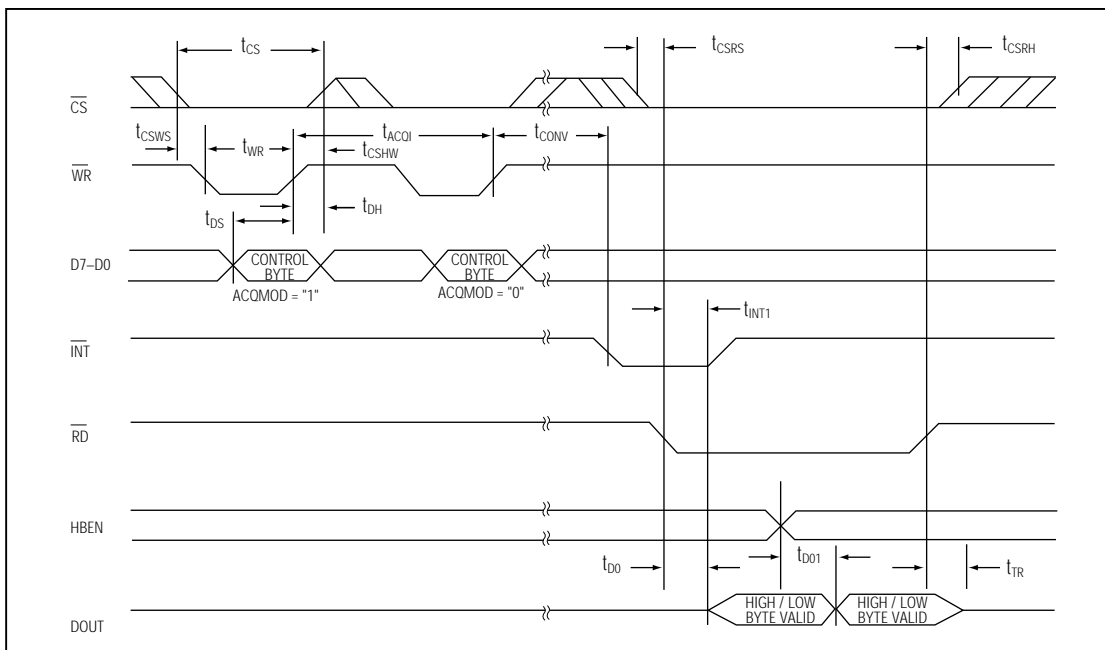 tCS
tCSRS
tCSRH
CS
tCSWS
tWR
tACQI
tCSHW
tCONV
WR
tDS
tDH
D7–D0
CONTROL
BYTE
CONTROL
BYTE
ACQMOD = "1"
ACQMOD = "0"
tINT1
INT
RD
HBEN
tD0
tD01
tTR
HIGH / LOW
BYTE VALID
HIGH / LOW
BYTE VALID
DOUT